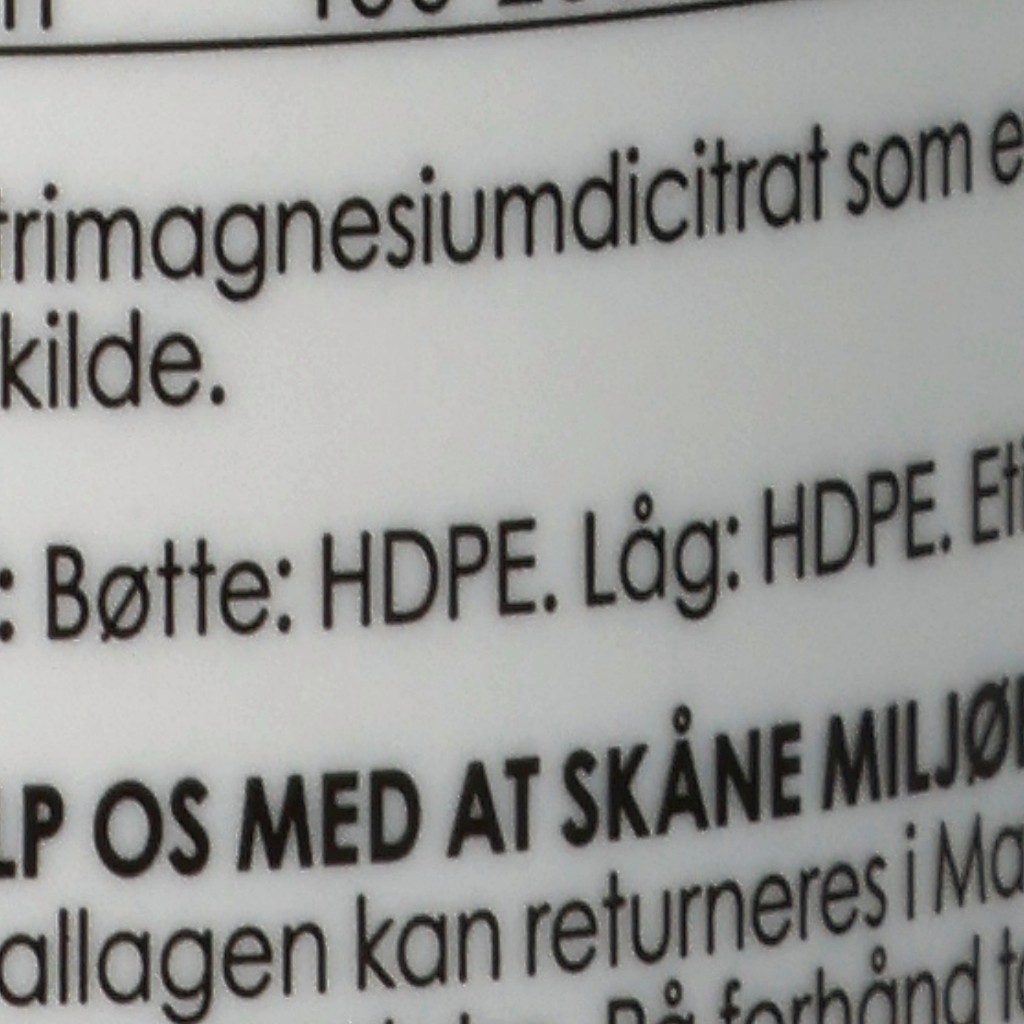 trimagnesiumdicitrat som e
kilde.
: Bøtte: HDPE. Låg: HDPE. Eti
LP OS MED AT SKÅNE MILJØ
allagen kan returneres i Ma
På forhånd t